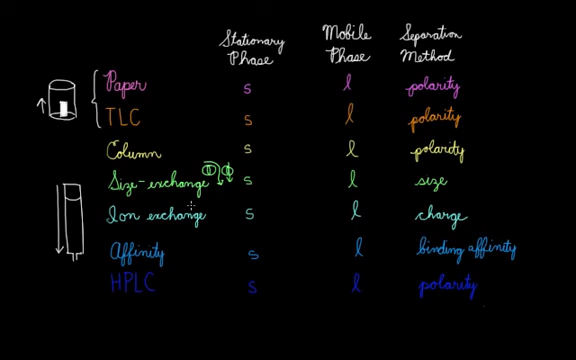 Stationary Phase Mobile Phase Separation Method
Paper s l polarity
TLC s l polarity
Column s l polarity
Size-exchange s l size
Ion exchange s l charge
Affinity s l binding affinity
HPLC s l polarity